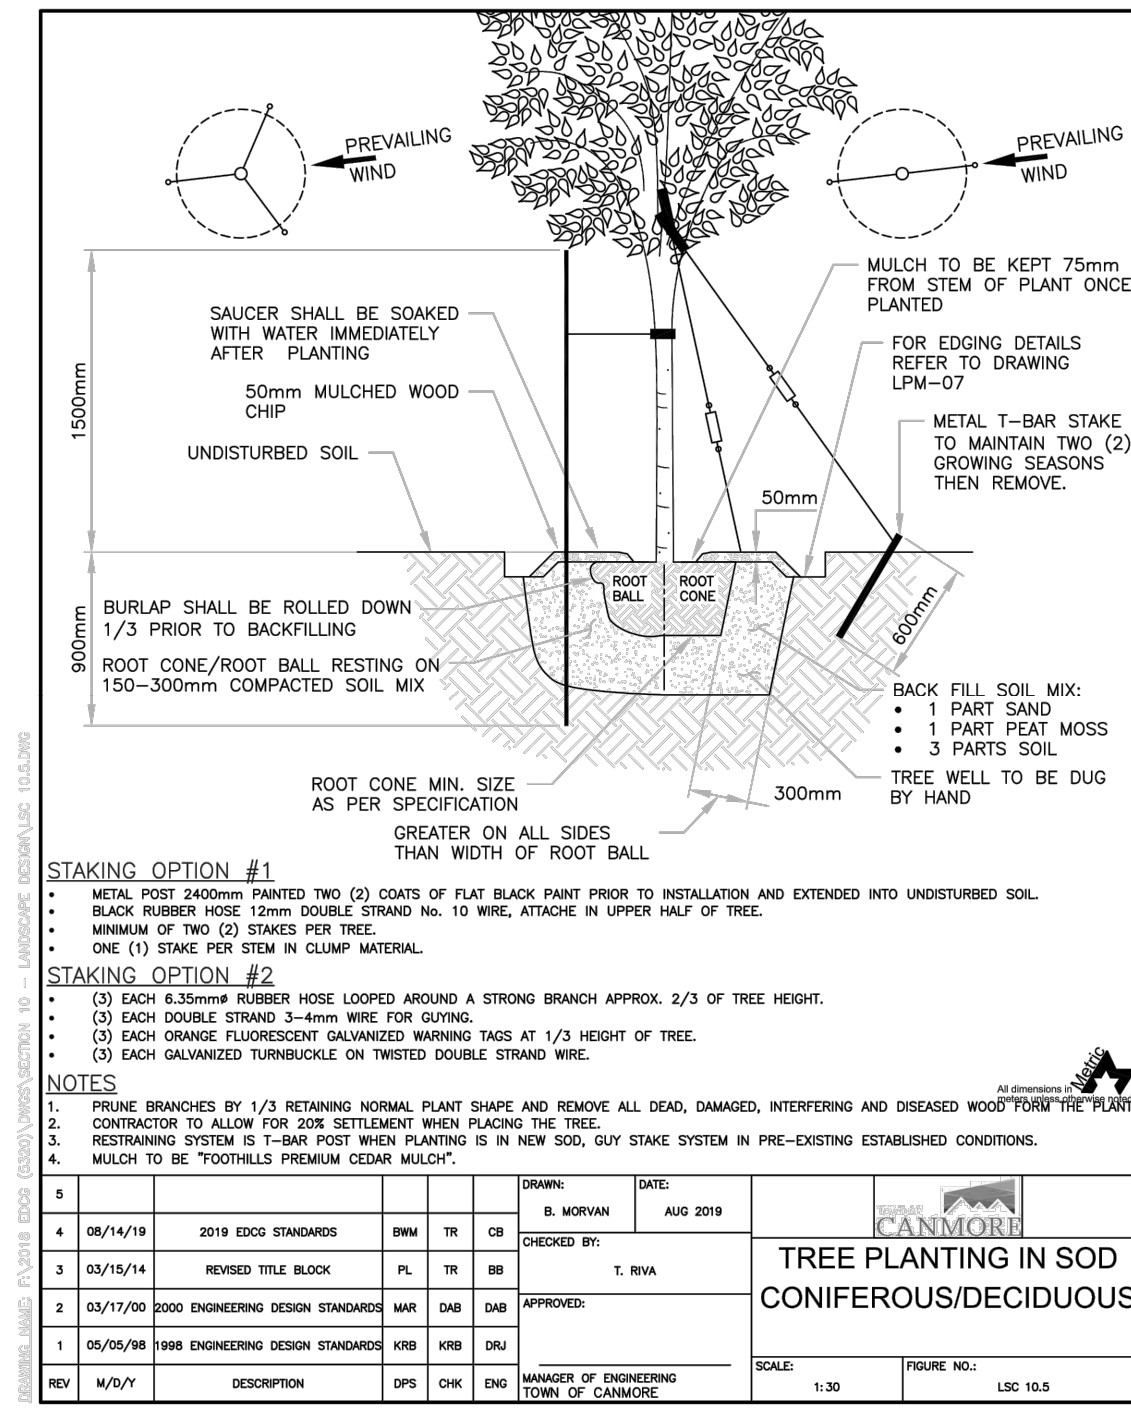 PREVAILING
WIND
PREVAILING
WIND
MULCH TO BE KEPT 75mm
FROM STEM OF PLANT ONCE
PLANTED
SAUCER SHALL BE SOAKED
WITH WATER IMMEDIATELY
AFTER PLANTING
FOR EDGING DETAILS
REFER TO DRAWING
LPM-07
50mm MULCHED WOOD
CHIP
1500mm
METAL T-BAR STAKE
TO MAINTAIN TWO (2)
GROWING SEASONS
THEN REMOVE.
UNDISTURBED SOIL
50mm
ROOT
BALL
ROOT
CONE
BURLAP SHALL BE ROLLED DOWN
1/3 PRIOR TO BACKFILLING
900mm
600mm
ROOT CONE/ROOT BALL RESTING ON
150-300mm COMPACTED SOIL MIX
BACK FILL SOIL MIX:
• 1 PART SAND
• 1 PART PEAT MOSS
• 3 PARTS SOIL
ROOT CONE MIN. SIZE
AS PER SPECIFICATION
300mm
TREE WELL TO BE DUG
BY HAND
GREATER ON ALL SIDES
THAN WIDTH OF ROOT BALL
STAKING OPTION #1
• METAL POST 2400mm PAINTED TWO (2) COATS OF FLAT BLACK PAINT PRIOR TO INSTALLATION AND EXTENDED INTO UNDISTURBED SOIL.
• BLACK RUBBER HOSE 12mm DOUBLE STRAND No. 10 WIRE, ATTACHE IN UPPER HALF OF TREE.
• MINIMUM OF TWO (2) STAKES PER TREE.
• ONE (1) STAKE PER STEM IN CLUMP MATERIAL.
STAKING OPTION #2
• (3) EACH 6.35mmø RUBBER HOSE LOOPED AROUND A STRONG BRANCH APPROX. 2/3 OF TREE HEIGHT.
• (3) EACH DOUBLE STRAND 3-4mm WIRE FOR GUYING.
• (3) EACH ORANGE FLUORESCENT GALVANIZED WARNING TAGS AT 1/3 HEIGHT OF TREE.
• (3) EACH GALVANIZED TURNBUCKLE ON TWISTED DOUBLE STRAND WIRE.
Metric
All dimensions in
meters unless otherwise noted
NOTES
1. PRUNE BRANCHES BY 1/3 RETAINING NORMAL PLANT SHAPE AND REMOVE ALL DEAD, DAMAGED, INTERFERING AND DISEASED WOOD FORM THE PLANT
2. CONTRACTOR TO ALLOW FOR 20% SETTLEMENT WHEN PLACING THE TREE.
3. RESTRAINING SYSTEM IS T-BAR POST WHEN PLANTING IS IN NEW SOD, GUY STAKE SYSTEM IN PRE-EXISTING ESTABLISHED CONDITIONS.
4. MULCH TO BE "FOOTHILLS PREMIUM CEDAR MULCH".
5
4 08/14/19 2019 EDCG STANDARDS BWM TR CB
3 03/15/14 REVISED TITLE BLOCK PL TR BB
2 03/17/00 2000 ENGINEERING DESIGN STANDARDS MAR DAB DAB
1 05/05/98 1998 ENGINEERING DESIGN STANDARDS KRB KRB DRJ
REV M/D/Y DESCRIPTION DPS CHK ENG
DRAWN:
B. MORVAN
DATE:
AUG 2019
CHECKED BY:
T. RIVA
APPROVED:
MANAGER OF ENGINEERING
TOWN OF CANMORE
CANMORE
TREE PLANTING IN SOD
CONIFEROUS/DECIDUOUS
SCALE:
1:30
FIGURE NO.:
LSC 10.5
DRAWING NAME: F:\2018 EDCG (5320)\DWGS\SECTION 10 - LANDSCAPE DESIGN\LSC 10.5.DWG